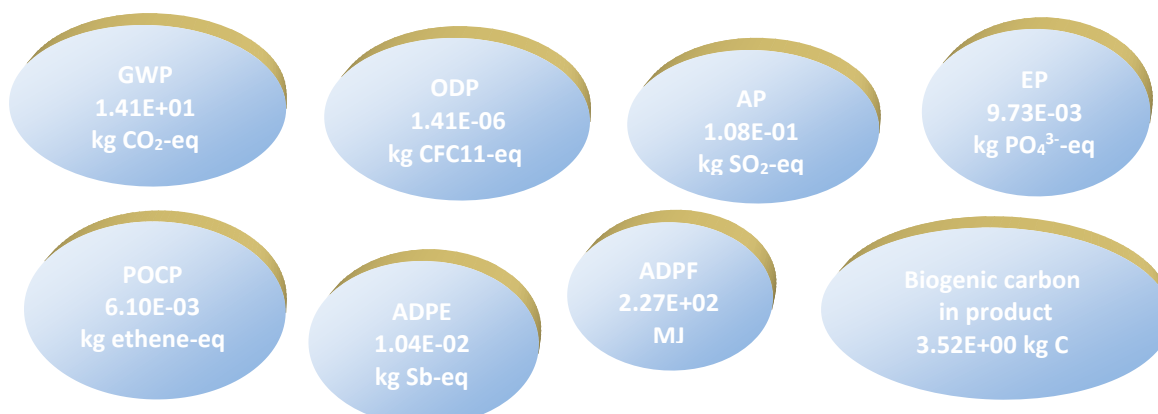 GWP
1.41E+01
kg CO₂-eq
ODP
1.41E-06
kg CFC11-eq
AP
1.08E-01
kg SO₂-eq
EP
9.73E-03
kg PO₄³⁻-eq
POCP
6.10E-03
kg ethene-eq
ADPE
1.04E-02
kg Sb-eq
ADPF
2.27E+02
MJ
Biogenic carbon
in product
3.52E+00 kg C